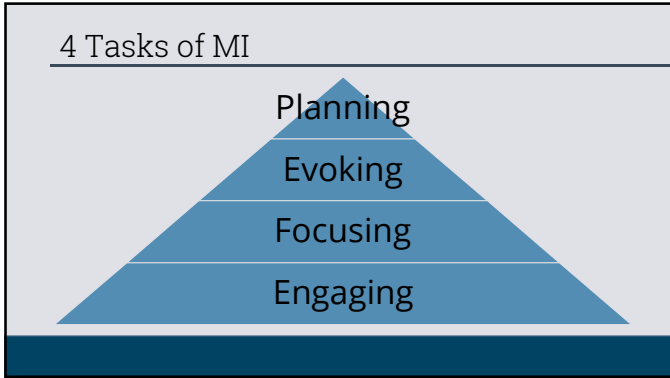 4 Tasks of MI
Planning
Evoking
Focusing
Engaging